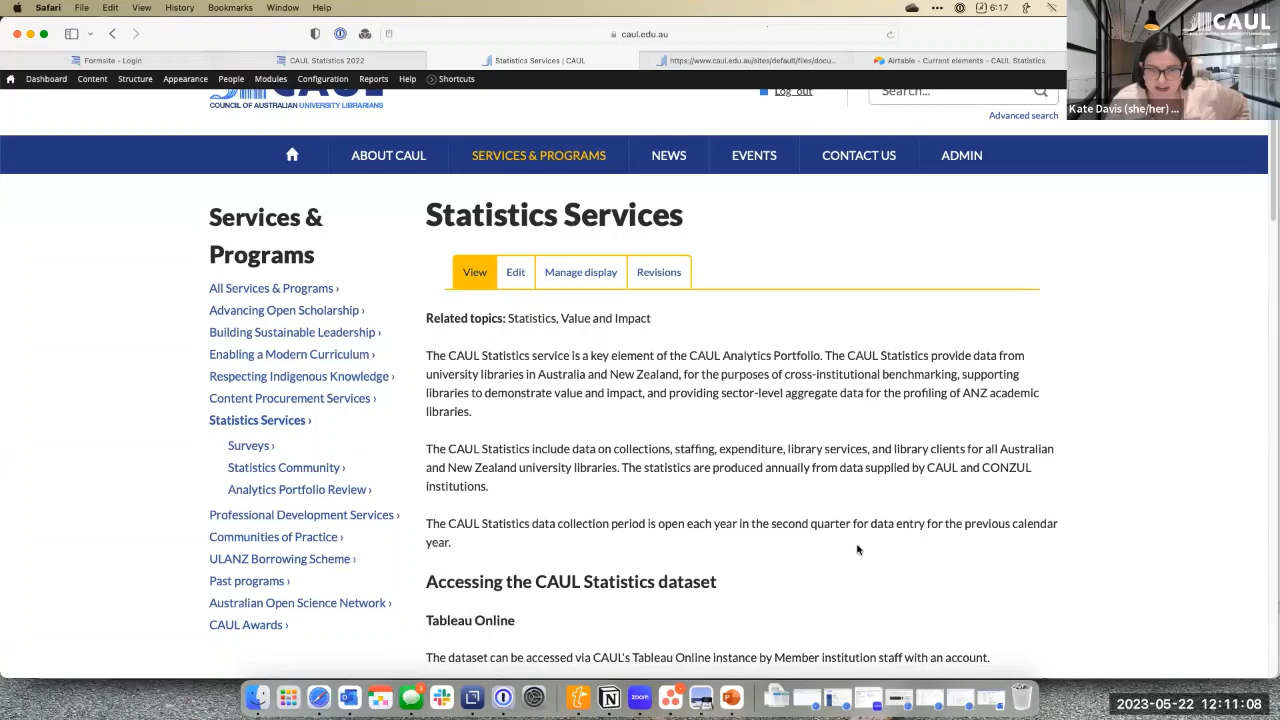 Safari File Edit View History Bookmarks Window Help 6:17
caul.edu.au
Formsite - Login
CAUL Statistics 2022
Statistics Services | CAUL
https://www.caul.edu.au/sites/default/files/docu...
Airtable - Current elements - CAUL Statistics
Dashboard Content Structure Appearance People Modules Configuration Reports Help Shortcuts
CAUL
Kate Davis (she/her) ...
COUNCIL OF AUSTRALIAN UNIVERSITY LIBRARIANS
Log out
Search...
Advanced search
ABOUT CAUL SERVICES & PROGRAMS NEWS EVENTS CONTACT US ADMIN
Services &
Programs
All Services & Programs ›
Advancing Open Scholarship ›
Building Sustainable Leadership ›
Enabling a Modern Curriculum ›
Respecting Indigenous Knowledge ›
Content Procurement Services ›
Statistics Services ›
Surveys ›
Statistics Community ›
Analytics Portfolio Review ›
Professional Development Services ›
Communities of Practice ›
ULANZ Borrowing Scheme ›
Past programs ›
Australian Open Science Network ›
CAUL Awards ›
Statistics Services
View Edit Manage display Revisions
Related topics: Statistics, Value and Impact
The CAUL Statistics service is a key element of the CAUL Analytics Portfolio. The CAUL Statistics provide data from
university libraries in Australia and New Zealand, for the purposes of cross-institutional benchmarking, supporting
libraries to demonstrate value and impact, and providing sector-level aggregate data for the profiling of ANZ academic
libraries.
The CAUL Statistics include data on collections, staffing, expenditure, library services, and library clients for all Australian
and New Zealand university libraries. The statistics are produced annually from data supplied by CAUL and CONZUL
institutions.
The CAUL Statistics data collection period is open each year in the second quarter for data entry for the previous calendar
year.
Accessing the CAUL Statistics dataset
Tableau Online
The dataset can be accessed via CAUL's Tableau Online instance by Member institution staff with an account.
zoom
2023-05-22 12:11:08